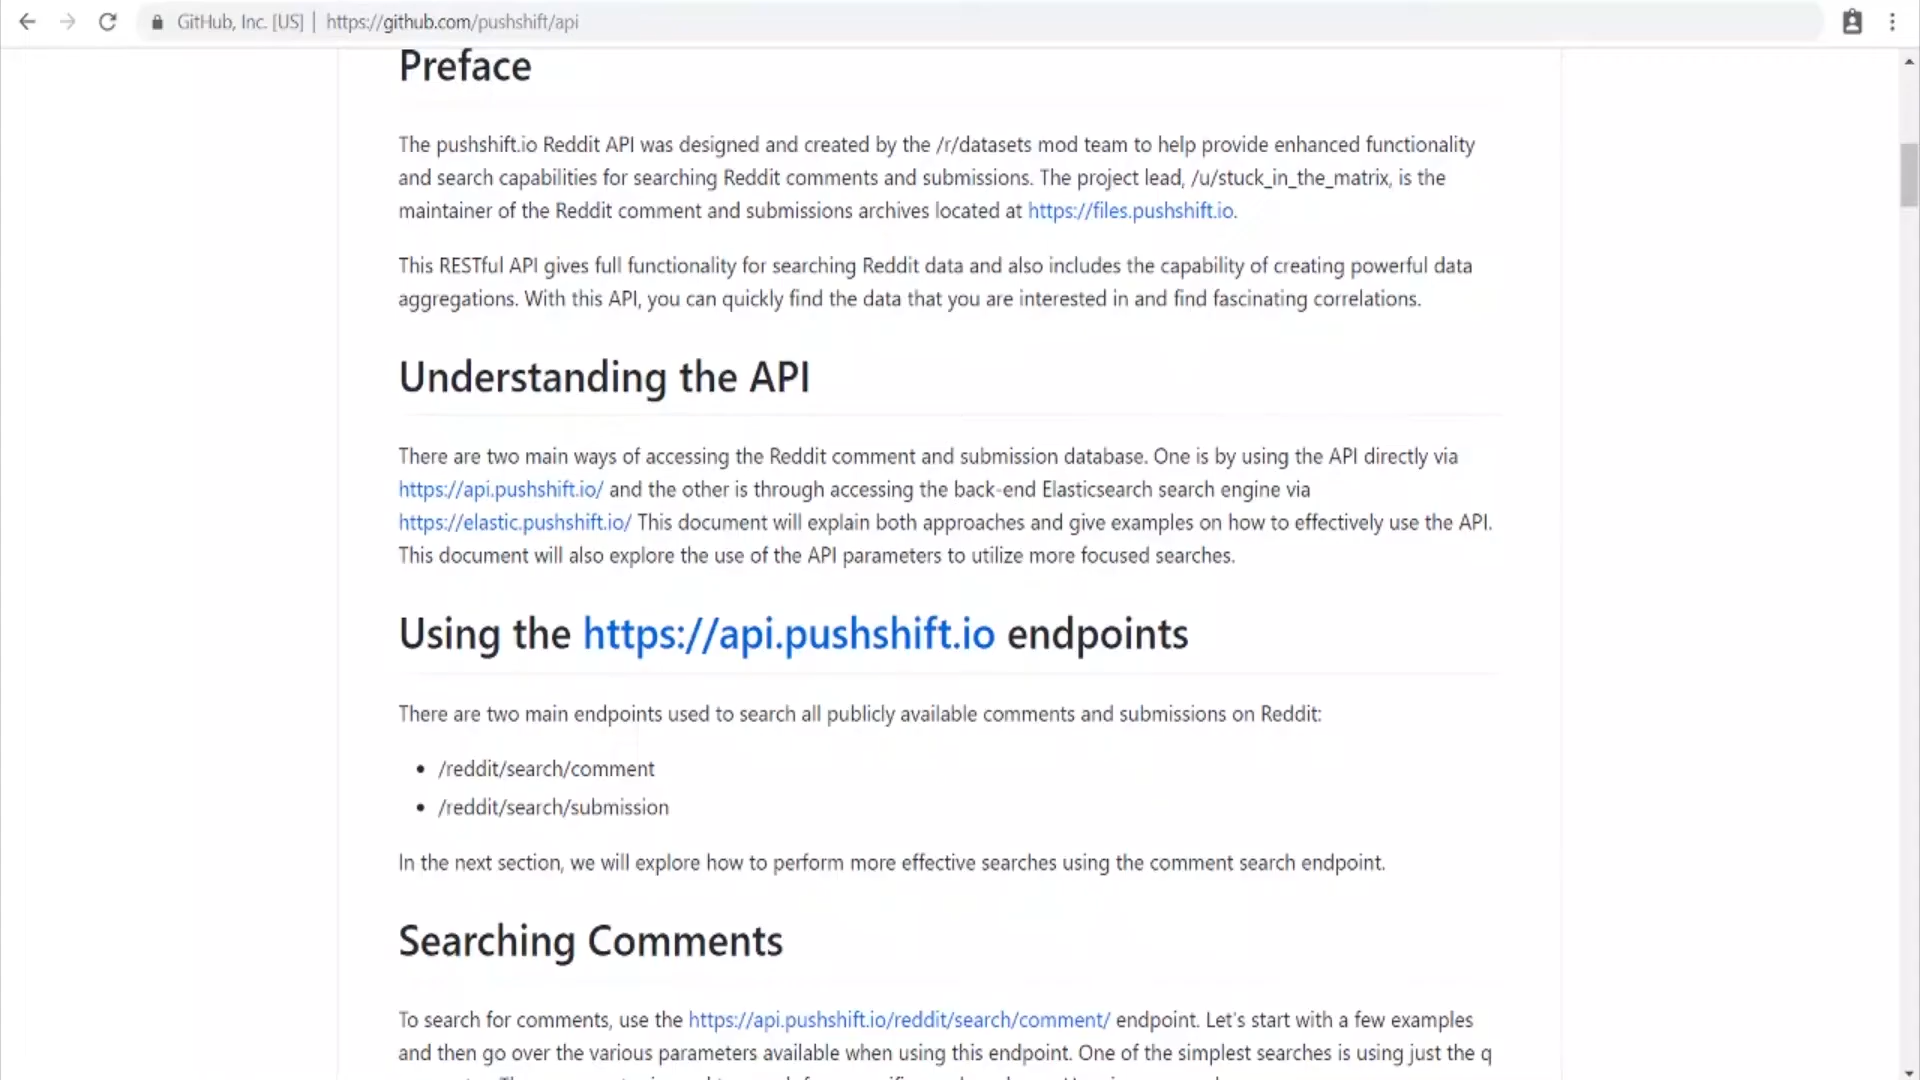 GitHub, Inc. [US] | https://github.com/pushshift/api
Preface
The pushshift.io Reddit API was designed and created by the /r/datasets mod team to help provide enhanced functionality
and search capabilities for searching Reddit comments and submissions. The project lead, /u/stuck_in_the_matrix, is the
maintainer of the Reddit comment and submissions archives located at https://files.pushshift.io.
This RESTful API gives full functionality for searching Reddit data and also includes the capability of creating powerful data
aggregations. With this API, you can quickly find the data that you are interested in and find fascinating correlations.
Understanding the API
There are two main ways of accessing the Reddit comment and submission database. One is by using the API directly via
https://api.pushshift.io/ and the other is through accessing the back-end Elasticsearch search engine via
https://elastic.pushshift.io/ This document will explain both approaches and give examples on how to effectively use the API.
This document will also explore the use of the API parameters to utilize more focused searches.
Using the https://api.pushshift.io endpoints
There are two main endpoints used to search all publicly available comments and submissions on Reddit:
• /reddit/search/comment
• /reddit/search/submission
In the next section, we will explore how to perform more effective searches using the comment search endpoint.
Searching Comments
To search for comments, use the https://api.pushshift.io/reddit/search/comment/ endpoint. Let's start with a few examples
and then go over the various parameters available when using this endpoint. One of the simplest searches is using just the q